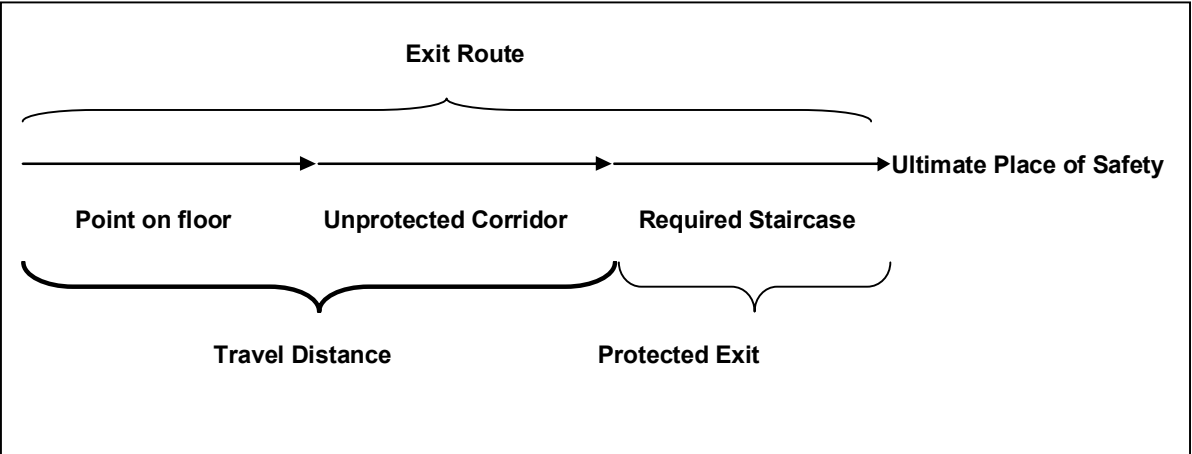 Exit Route
Ultimate Place of Safety
Point on floor Unprotected Corridor Required Staircase
Travel Distance Protected Exit